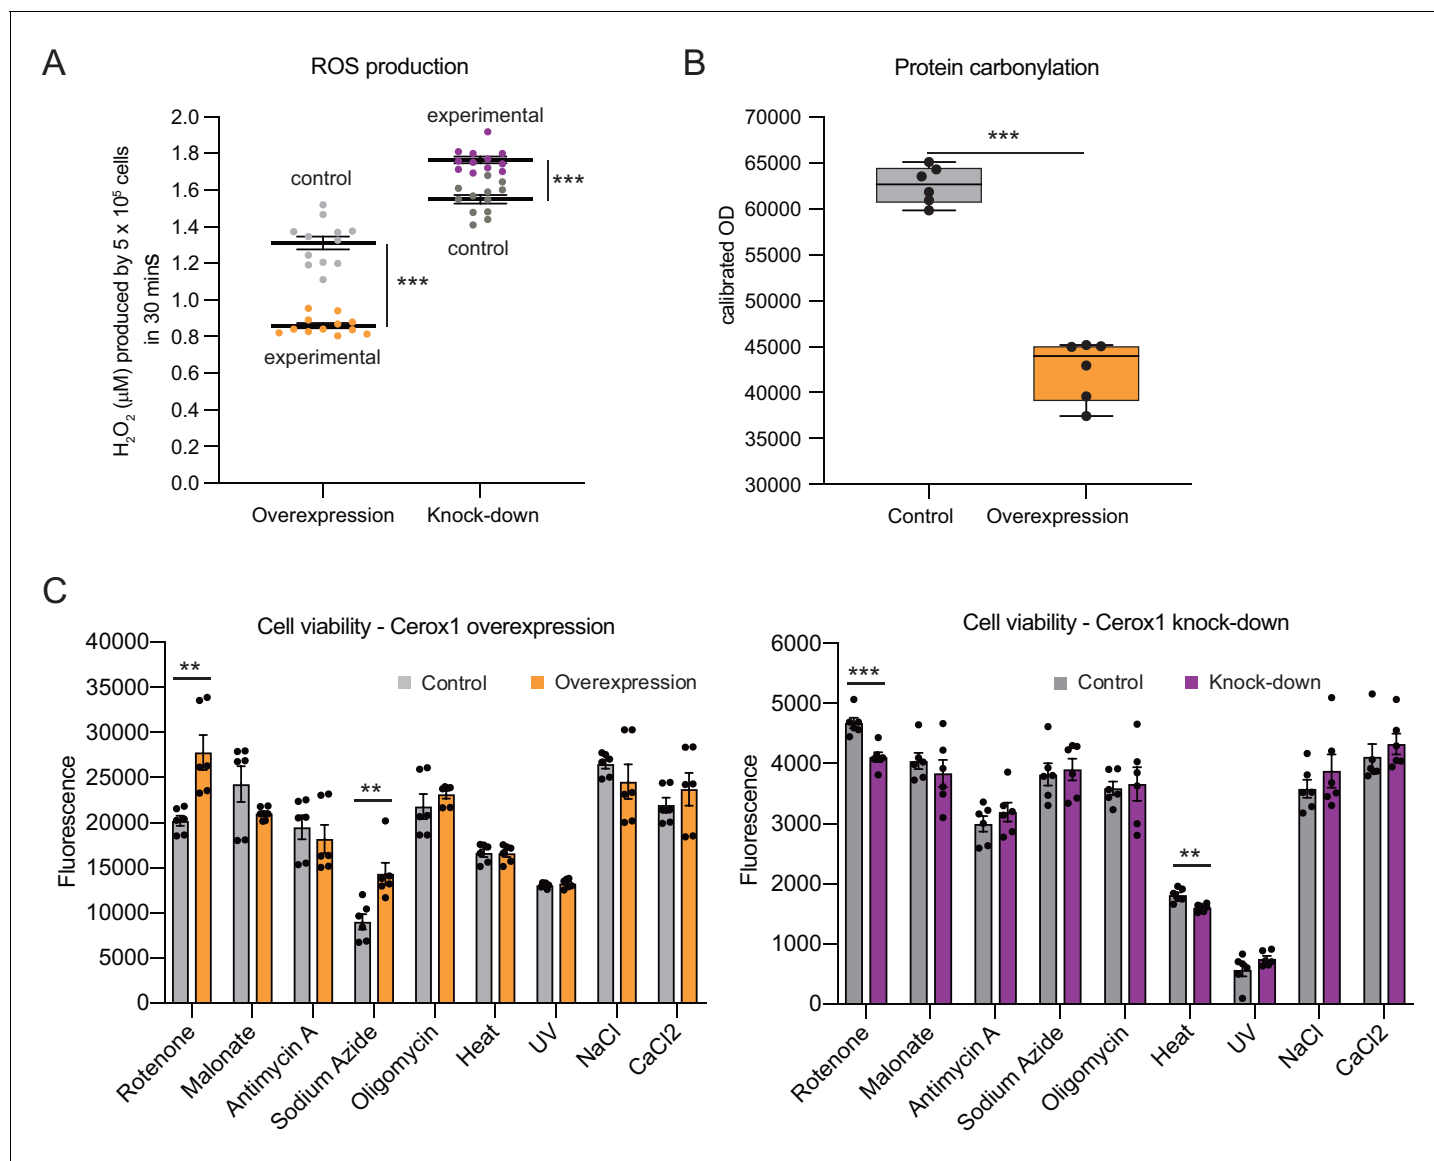 A
ROS production
H2O2 (μM) produced by 5 x 10⁵ cells
in 30 mins
2.0
1.8
1.6
1.4
1.2
1.0
0.8
0.6
0.4
0.2
0.0
experimental
control
***
control
***
experimental
Overexpression
Knock-down
B
Protein carbonylation
calibrated OD
70000
65000
60000
55000
50000
45000
40000
35000
30000
***
Control
Overexpression
C
Cell viability - Cerox1 overexpression
Fluorescence
40000
35000
30000
25000
20000
15000
10000
5000
0
Control
Overexpression
**
**
Rotenone
Malonate
Antimycin A
Sodium Azide
Oligomycin
Heat
UV
NaCl
CaCl2
Cell viability - Cerox1 knock-down
Fluorescence
6000
5000
4000
3000
2000
1000
0
Control
Knock-down
***
**
Rotenone
Malonate
Antimycin A
Sodium Azide
Oligomycin
Heat
UV
NaCl
CaCl2